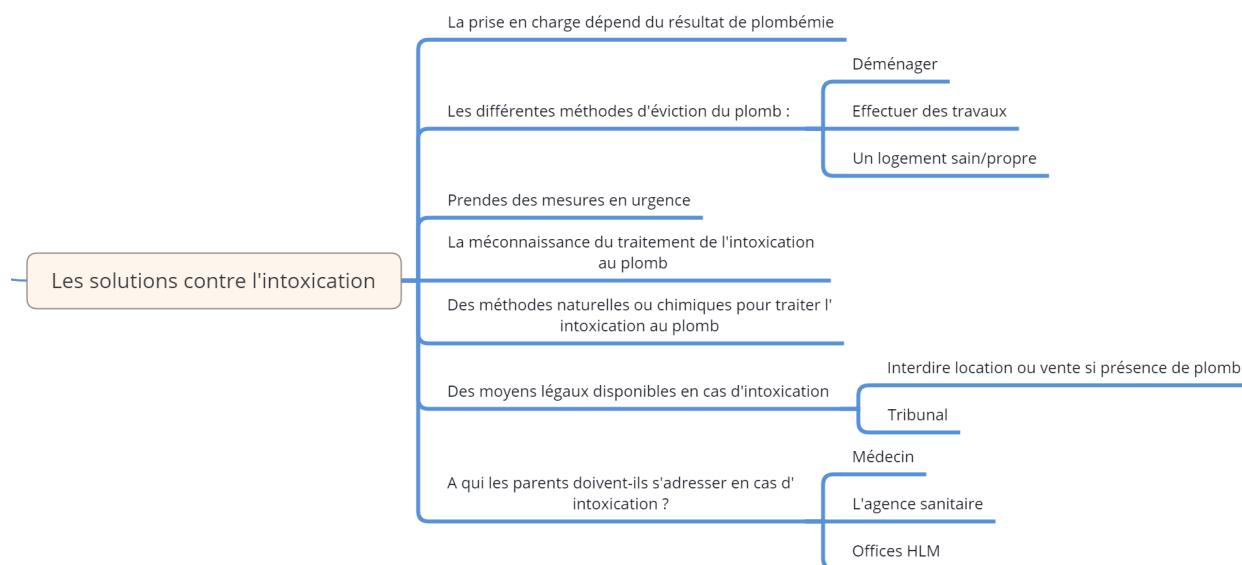 La prise en charge dépend du résultat de plombémie
Déménager
Les différentes méthodes d'éviction du plomb :
Effectuer des travaux
Un logement sain/propre
Prendes des mesures en urgence
La méconnaissance du traitement de l'intoxication
au plomb
Les solutions contre l'intoxication
Des méthodes naturelles ou chimiques pour traiter l'
intoxication au plomb
Des moyens légaux disponibles en cas d'intoxication
Interdire location ou vente si présence de plomb
Tribunal
A qui les parents doivent-ils s'adresser en cas d'
intoxication ?
Médecin
L'agence sanitaire
Offices HLM